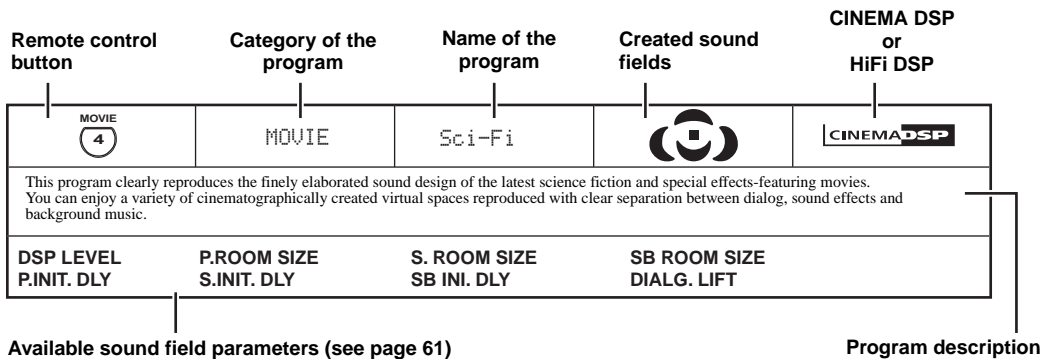 Remote control
button
Category of the
program
Name of the
program
Created sound
fields
CINEMA DSP
or
HiFi DSP
MOVIE
4
MOVIE
Sci-Fi
CINEMADSP
This program clearly reproduces the finely elaborated sound design of the latest science fiction and special effects-featuring movies.
You can enjoy a variety of cinematographically created virtual spaces reproduced with clear separation between dialog, sound effects and
background music.
DSP LEVEL P.ROOM SIZE S. ROOM SIZE SB ROOM SIZE
P.INIT. DLY S.INIT. DLY SB INI. DLY DIALG. LIFT
Available sound field parameters (see page 61)
Program description